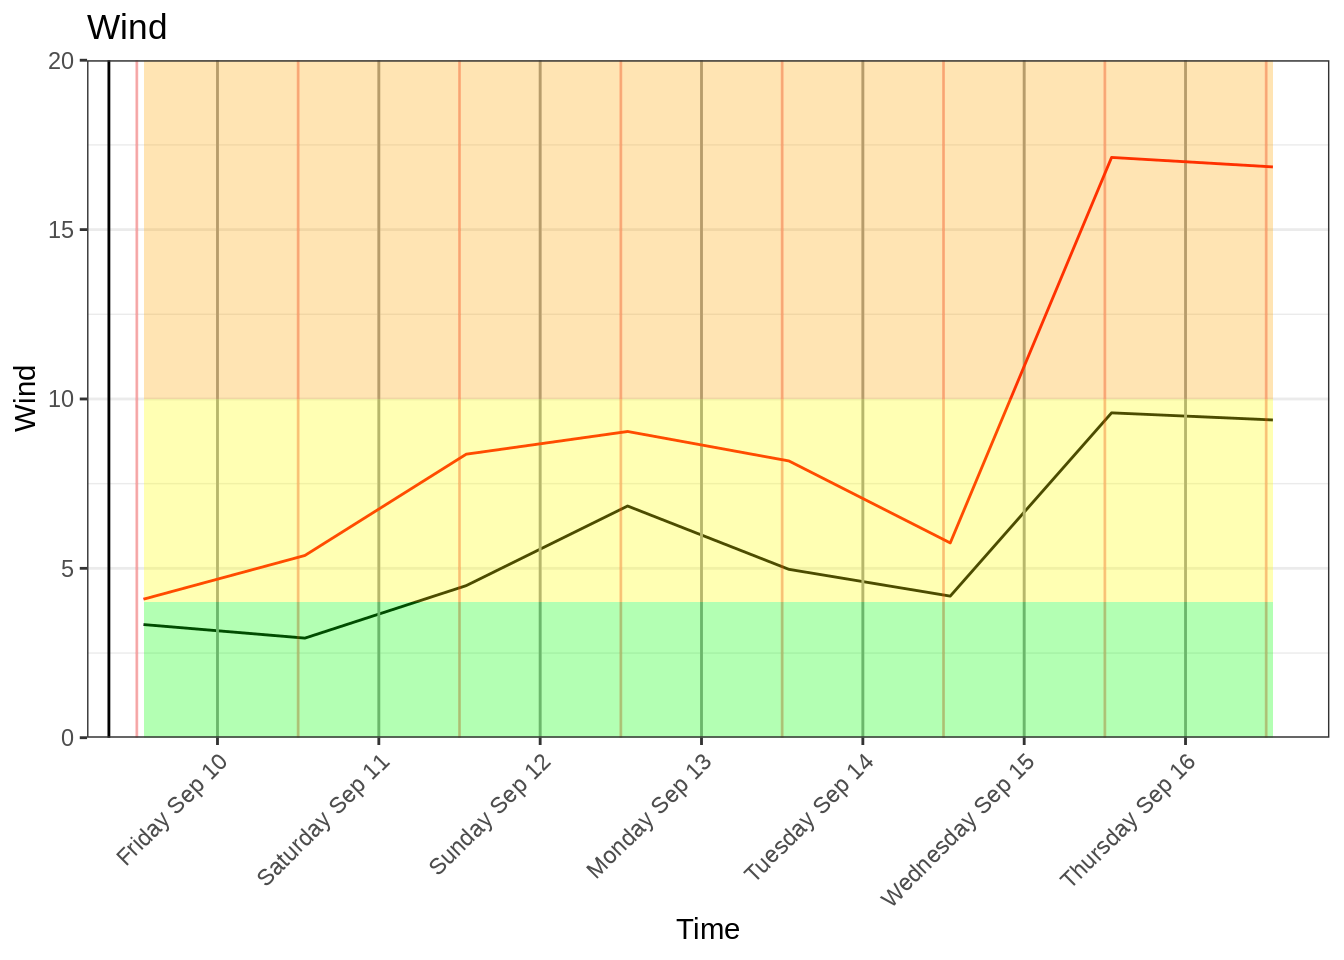 Wind
20
15
10
5
0
Wind
Friday Sep 10
Saturday Sep 11
Sunday Sep 12
Monday Sep 13
Tuesday Sep 14
Wednesday Sep 15
Thursday Sep 16
Time